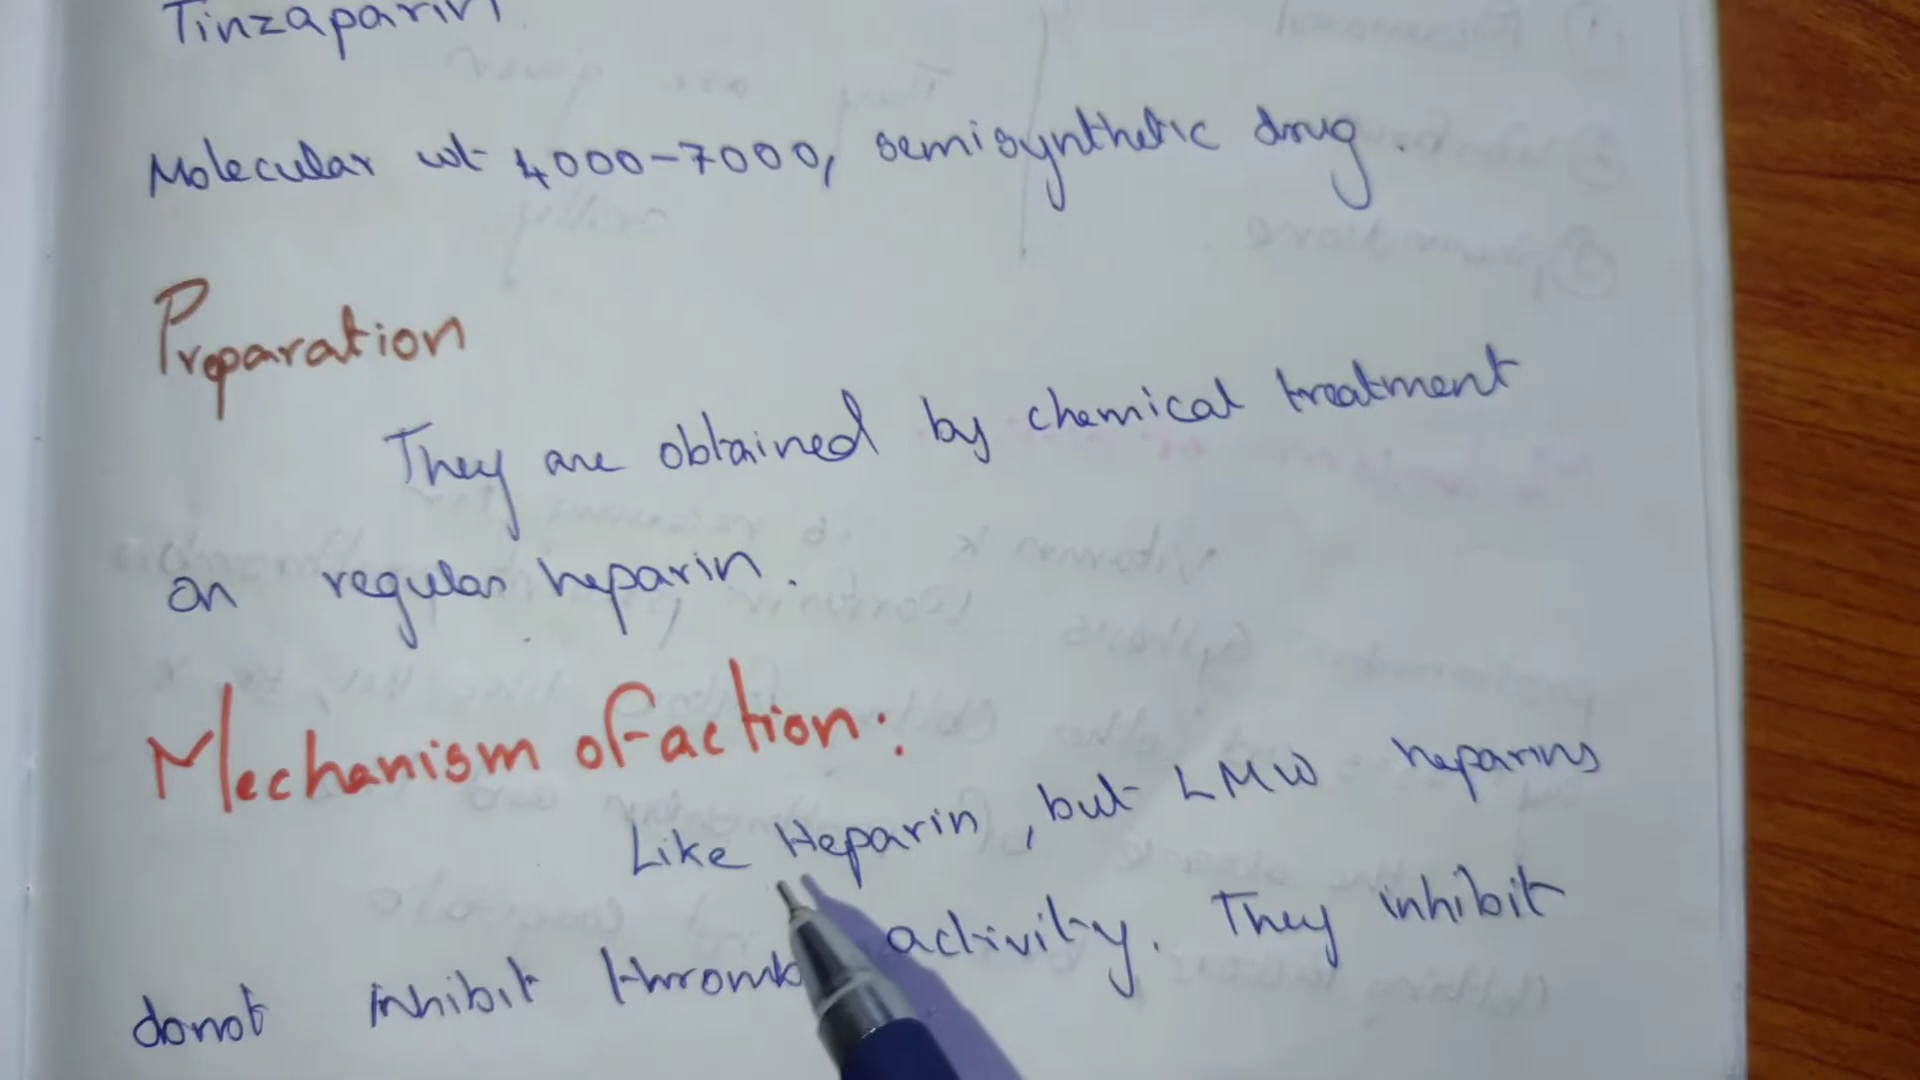 Tinzaparin
Molecular wt 4000-7000, semisynthetic drug.
Preparation
They are obtained by chemical treatment
on regular heparin.
Mechanism of action:
Like Heparin, but LMW heparins
donot inhibit thromb activity. They inhibit